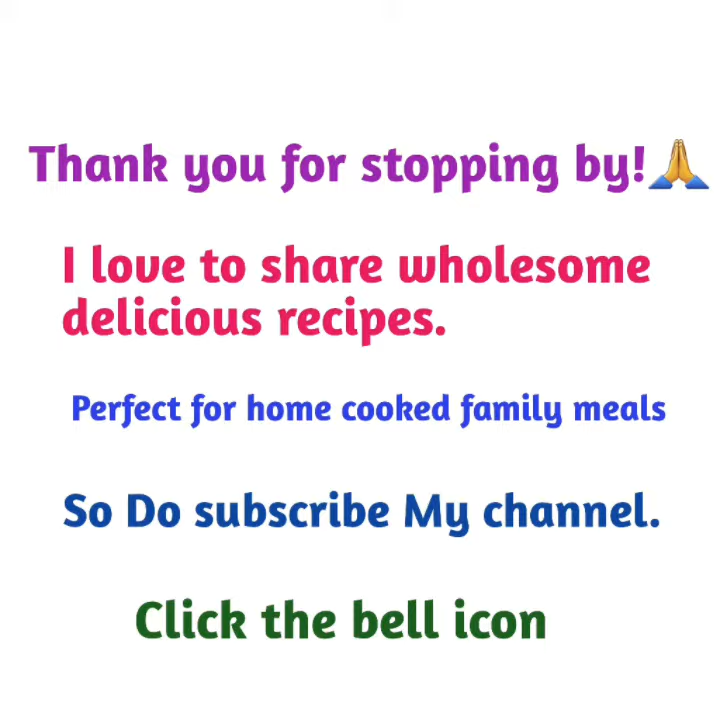 Thank you for stopping by!🙏
I love to share wholesome
delicious recipes.
Perfect for home cooked family meals
So Do subscribe My channel.
Click the bell icon